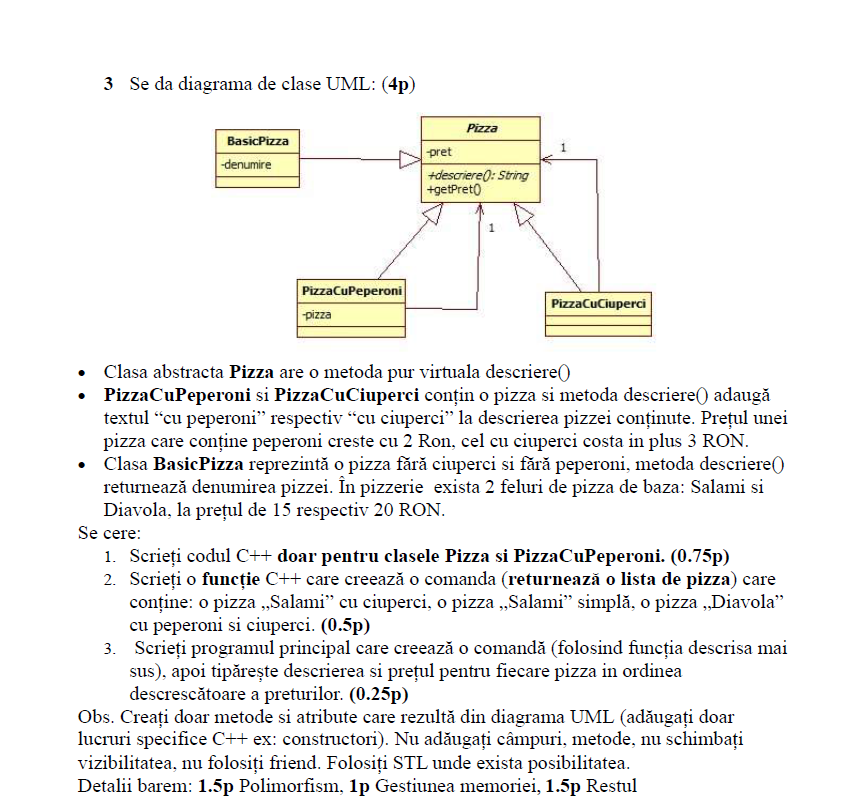 3 Se da diagrama de clase UML: (4p)
Pizza
BasicPizza
1
-pret
-denumire
+descriere(): String
+getPret()
1
PizzaCuPeperoni
PizzaCuCiuperci
-pizza
• Clasa abstracta Pizza are o metoda pur virtuala descriere()
• PizzaCuPeperoni si PizzaCuCiuperci conțin o pizza si metoda descriere() adaugă
textul “cu peperoni” respectiv “cu ciuperci” la descrierea pizzei conținute. Prețul unei
pizza care conține peperoni creste cu 2 Ron, cel cu ciuperci costa in plus 3 RON.
• Clasa BasicPizza reprezintă o pizza fără ciuperci si fără peperoni, metoda descriere()
returnează denumirea pizzei. În pizzerie exista 2 feluri de pizza de baza: Salami si
Diavola, la prețul de 15 respectiv 20 RON.
Se cere:
1. Scrieți codul C++ doar pentru clasele Pizza si PizzaCuPeperoni. (0.75p)
2. Scrieți o funcție C++ care creează o comanda (returnează o lista de pizza) care
conține: o pizza „Salami” cu ciuperci, o pizza „Salami” simplă, o pizza „Diavola”
cu peperoni si ciuperci. (0.5p)
3. Scrieți programul principal care creează o comandă (folosind funcția descrisa mai
sus), apoi tipărește descrierea si prețul pentru fiecare pizza in ordinea
descrescătoare a preturilor. (0.25p)
Obs. Creați doar metode si atribute care rezultă din diagrama UML (adăugați doar
lucruri specifice C++ ex: constructori). Nu adăugați câmpuri, metode, nu schimbați
vizibilitatea, nu folosiți friend. Folosiți STL unde exista posibilitatea.
Detalii barem: 1.5p Polimorfism, 1p Gestiunea memoriei, 1.5p Restul